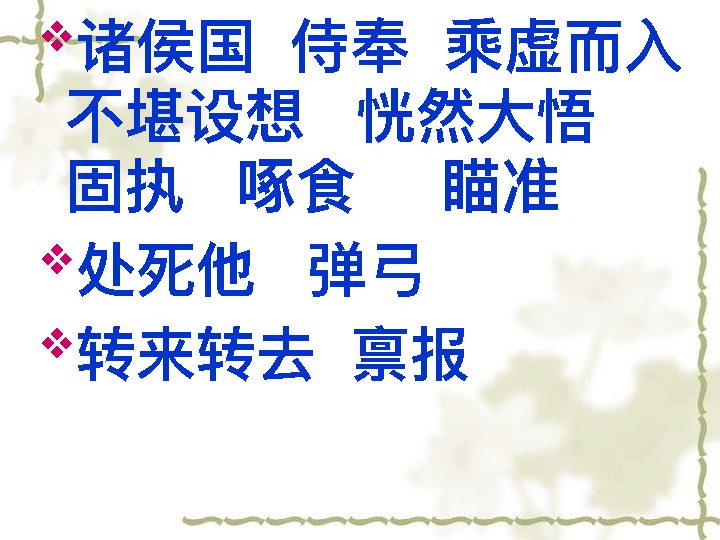 诸侯国 侍奉 乘虚而入
不堪设想 恍然大悟
固执 啄食 瞄准
处死他 弹弓
转来转去 禀报